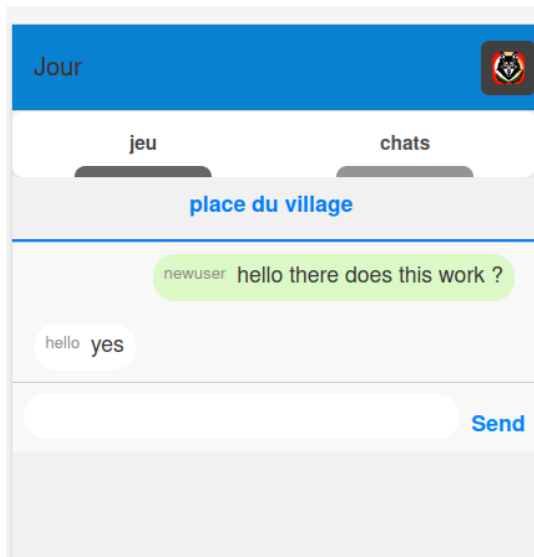 Jour
jeu chats
place du village
newuser hello there does this work ?
hello yes
Send